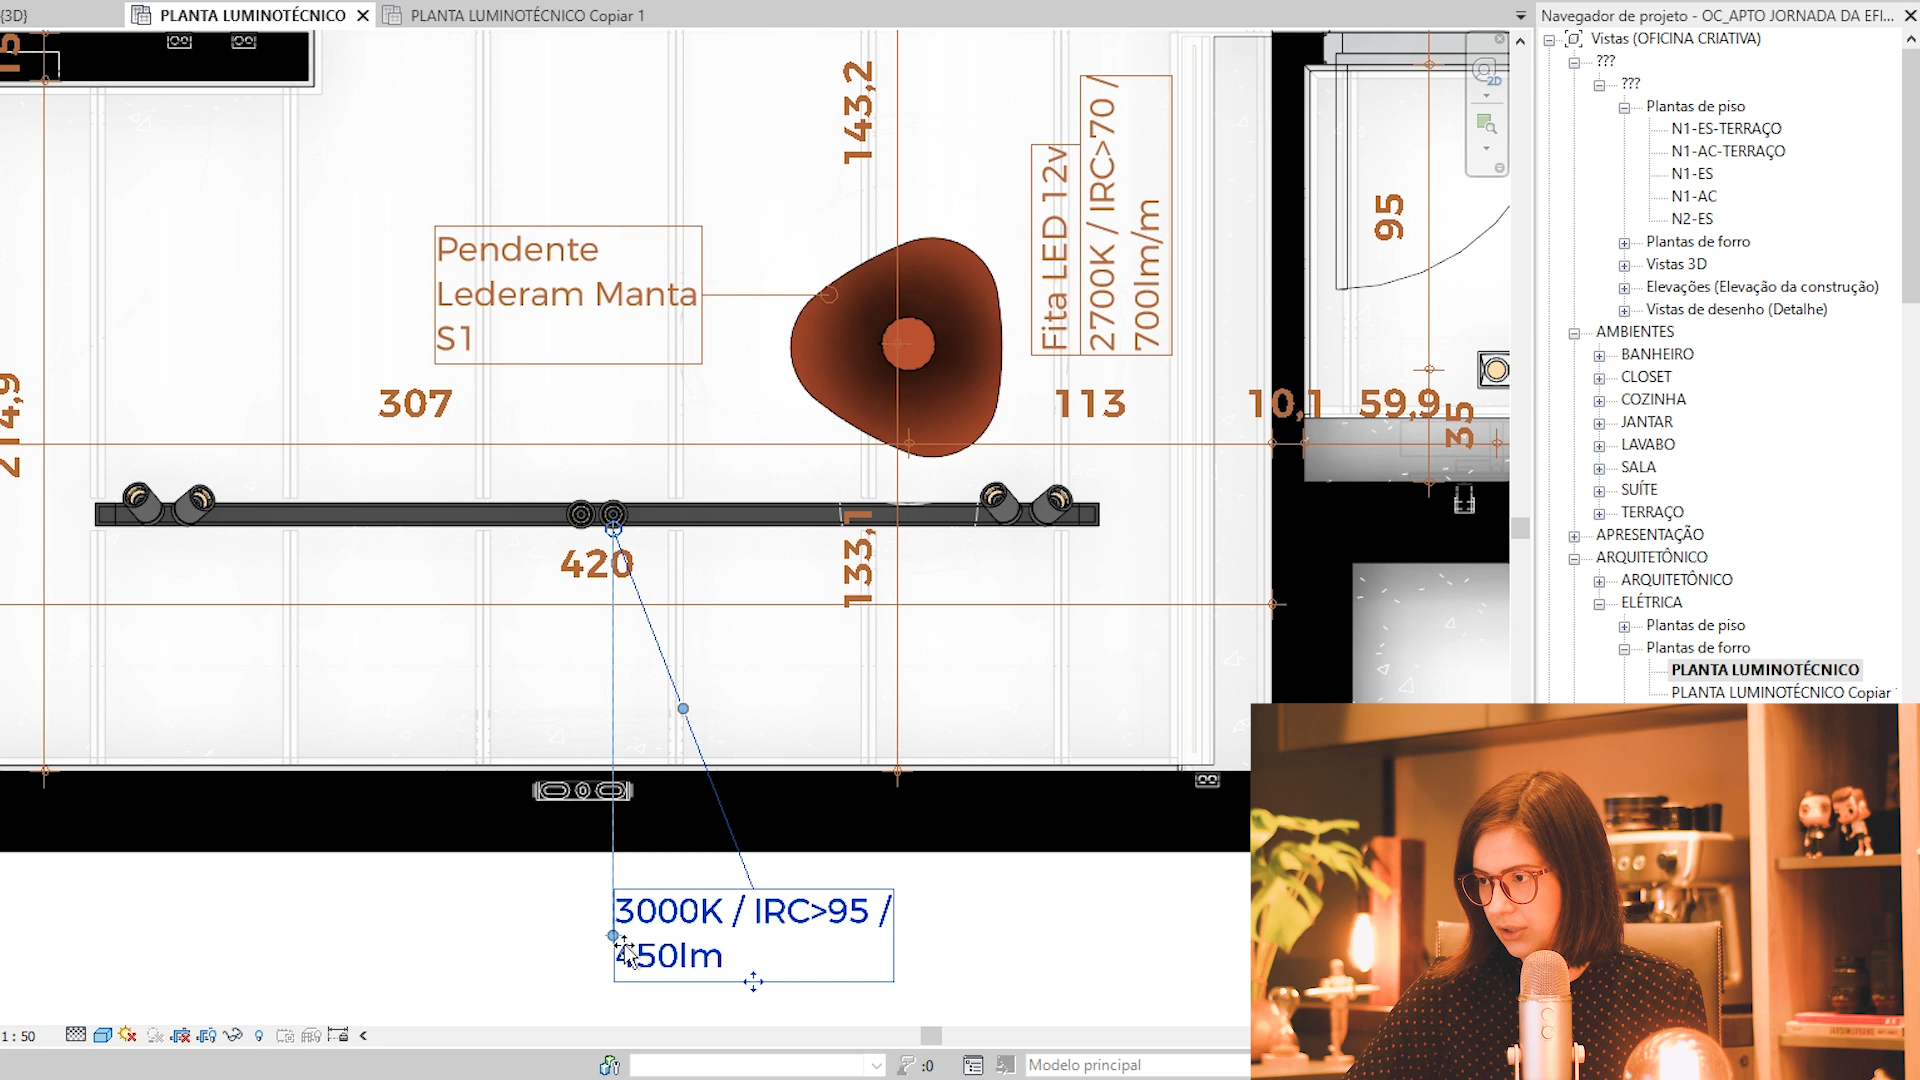 {3D}
PLANTA LUMINOTÉCNICO
PLANTA LUMINOTÉCNICO Copiar 1
Navegador de projeto - OC_APTO JORNADA DA EFI...
Vistas (OFICINA CRIATIVA)
???
???
Plantas de piso
N1-ES-TERRAÇO
N1-AC-TERRAÇO
N1-ES
N1-AC
N2-ES
Plantas de forro
Vistas 3D
Elevações (Elevação da construção)
Vistas de desenho (Detalhe)
AMBIENTES
BANHEIRO
CLOSET
COZINHA
JANTAR
LAVABO
SALA
SUÍTE
TERRAÇO
APRESENTAÇÃO
ARQUITETÔNICO
ARQUITETÔNICO
ELÉTRICA
Plantas de piso
Plantas de forro
PLANTA LUMINOTÉCNICO
PLANTA LUMINOTÉCNICO Copiar
2D
15
143,2
Fita LED 12v
2700K / IRC>70 /
700lm/m
95
Pendente
Lederam Manta
S1
214,9
307
113
10,1
59,9
35
420
133,1
3000K / IRC>95 /
450lm
1 : 50
:0
Modelo principal